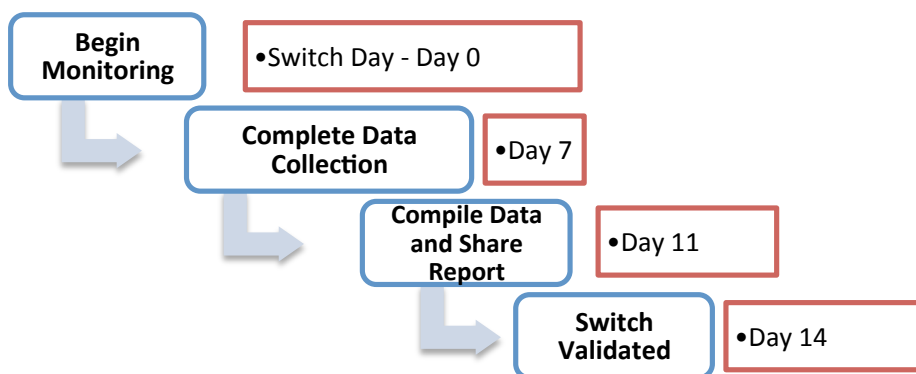 Begin
Monitoring
•Switch Day - Day 0
Complete Data
Collection
•Day 7
Compile Data
and Share
Report
•Day 11
Switch
Validated
•Day 14